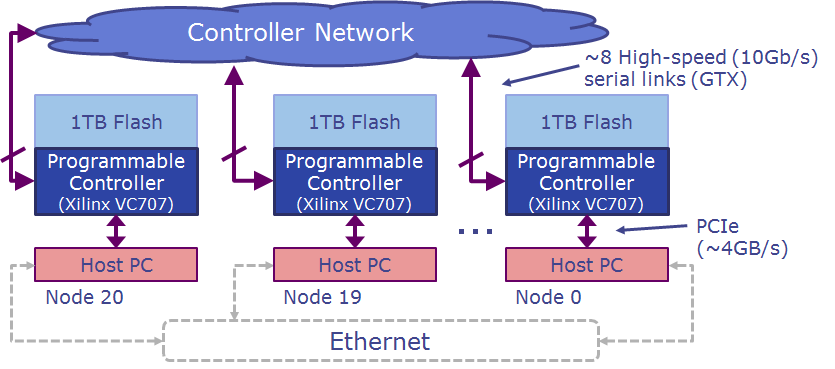 Controller Network
~8 High-speed (10Gb/s)
serial links (GTX)
1TB Flash
1TB Flash
1TB Flash
Programmable
Controller
(Xilinx VC707)
Programmable
Controller
(Xilinx VC707)
Programmable
Controller
(Xilinx VC707)
...
PCIe
(~4GB/s)
Host PC
Host PC
Host PC
Node 20
Node 19
Node 0
Ethernet